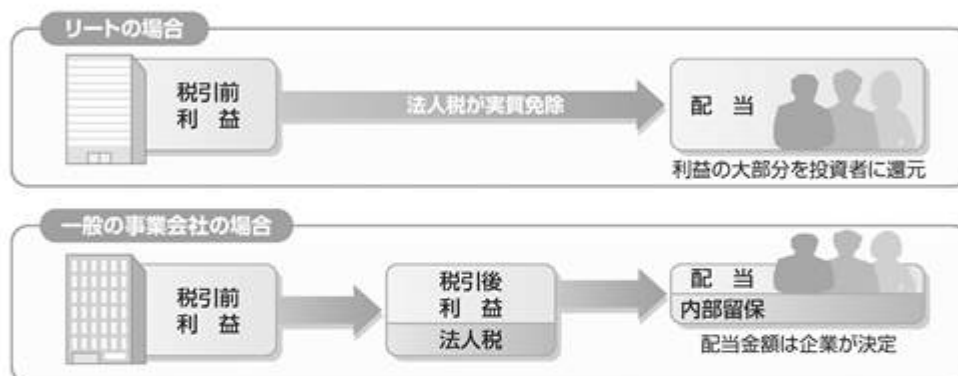 リートの場合
税引前
利 益
法人税が実質免除
配 当
利益の大部分を投資者に還元
一般の事業会社の場合
税引前
利 益
税引後
利 益
法人税
配 当
内部留保
配当金額は企業が決定